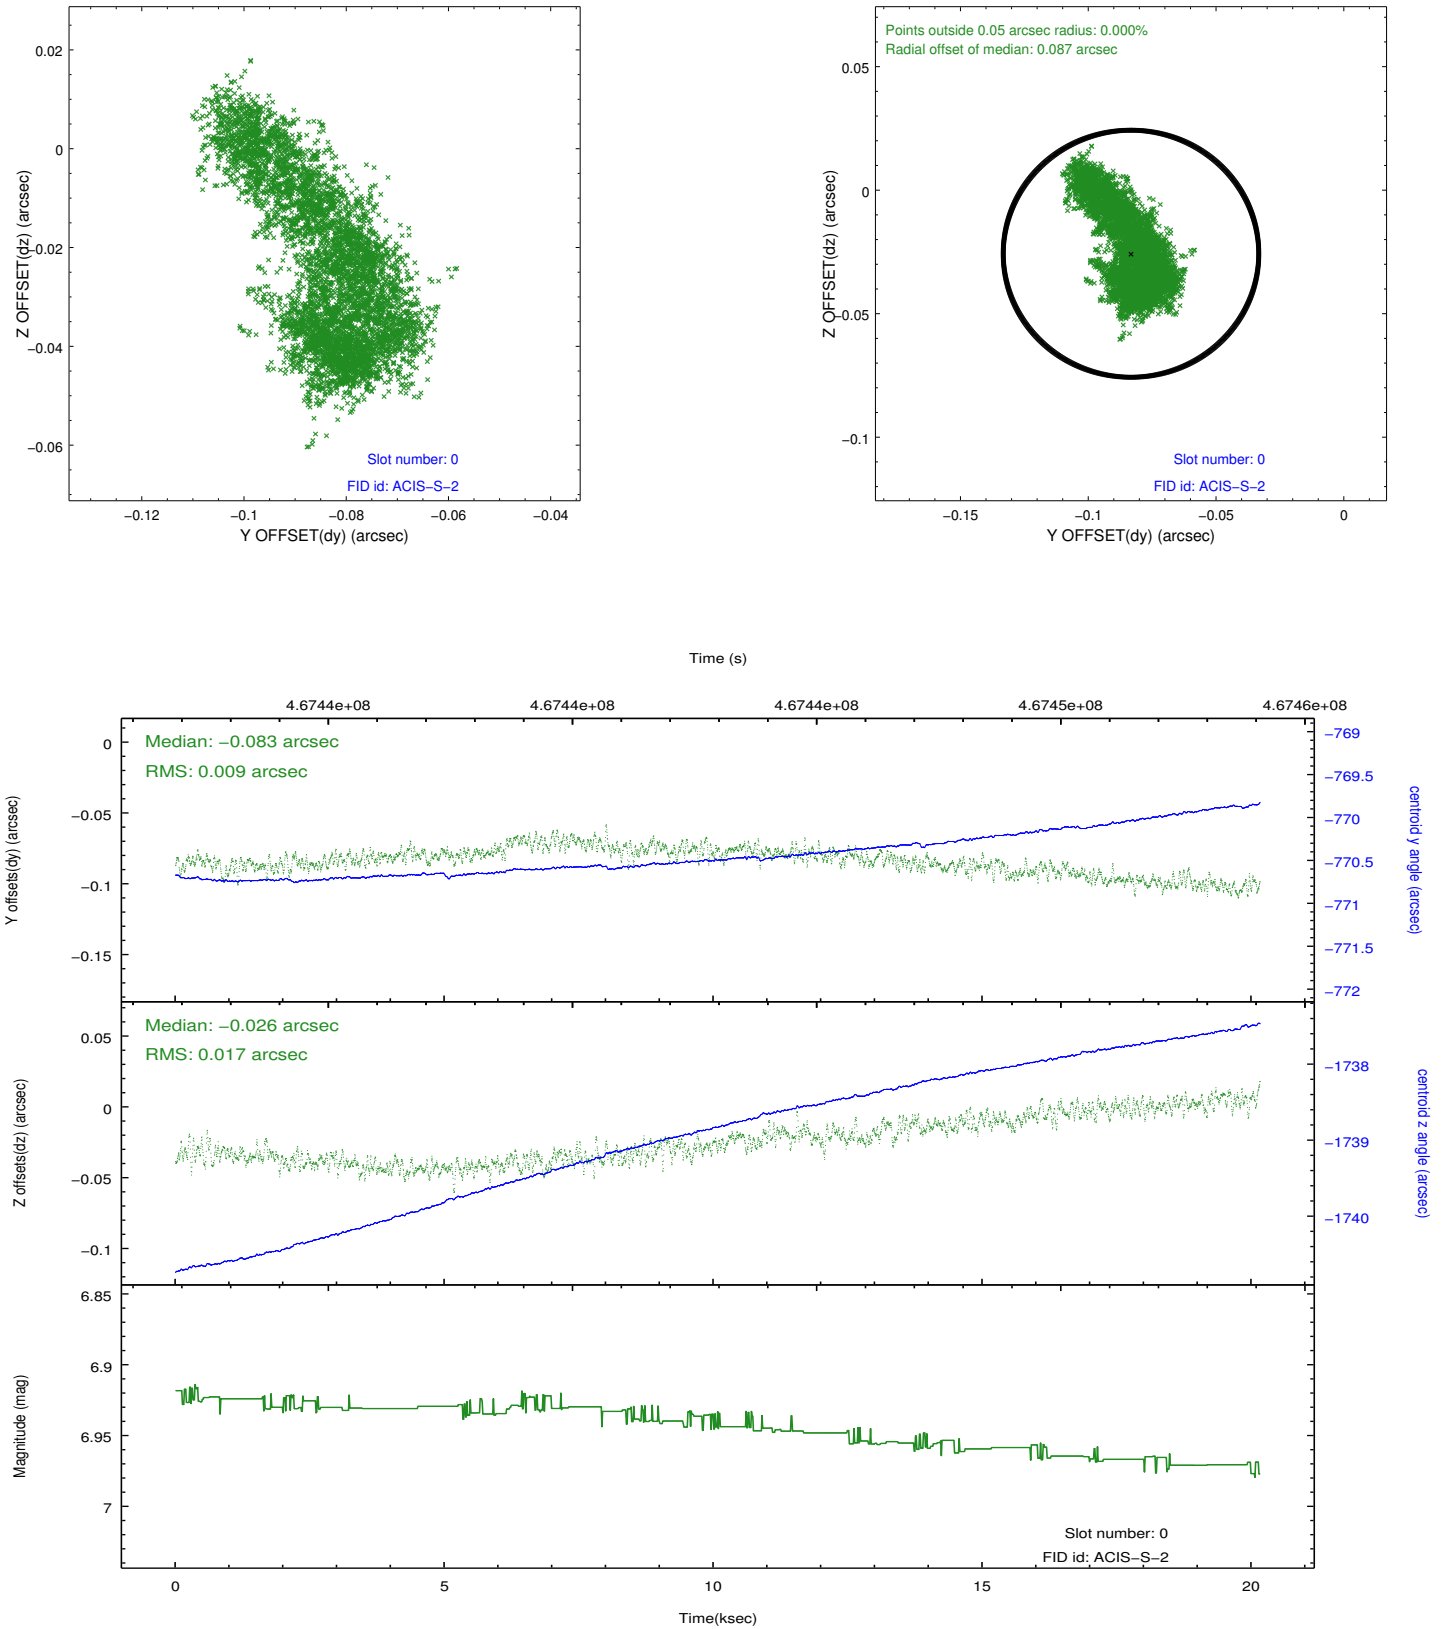 0.02
0
−0.02
−0.04
−0.06
Z OFFSET(dz) (arcsec)
Slot number: 0
FID id: ACIS−S−2
−0.12
−0.1
−0.08
−0.06
−0.04
Y OFFSET(dy) (arcsec)
Points outside 0.05 arcsec radius: 0.000%
Radial offset of median: 0.087 arcsec
0.05
0
−0.05
−0.1
Z OFFSET(dz) (arcsec)
Slot number: 0
FID id: ACIS−S−2
−0.15
−0.1
−0.05
0
Y OFFSET(dy) (arcsec)
Time (s)
4.6744e+08
4.6744e+08
4.6744e+08
4.6745e+08
4.6746e+08
Median: −0.083 arcsec
RMS: 0.009 arcsec
0
−0.05
−0.1
−0.15
Y offsets(dy) (arcsec)
−769
−769.5
−770
−770.5
−771
−771.5
−772
centroid y angle (arcsec)
Median: −0.026 arcsec
RMS: 0.017 arcsec
0.05
0
−0.05
−0.1
Z offsets(dz) (arcsec)
−1738
−1739
−1740
centroid z angle (arcsec)
6.85
6.9
6.95
7
Magnitude (mag)
Slot number: 0
FID id: ACIS−S−2
0
5
10
15
20
Time(ksec)